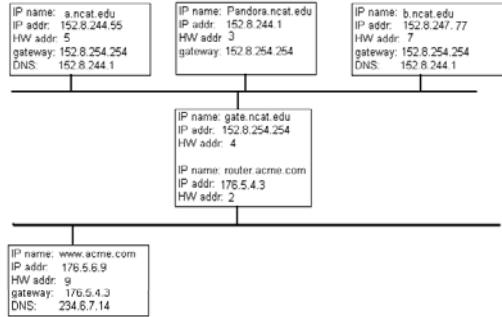 IP name: a.ncat.edu
IP addr: 152.8.244.55
HW addr: 5
gateway: 152.8.254.254
DNS: 152.8.244.1
IP name: Pandora.ncat.edu
IP addr: 152.8.244.1
HW addr: 3
gateway: 152.8.254.254
IP name: b.ncat.edu
IP addr: 152.8.247.77
HW addr: 7
gateway: 152.8.254.254
DNS: 152.8.244.1
IP name: gate.ncat.edu
IP addr: 152.8.254.254
HW addr: 4
IP name: router.acme.com
IP addr: 176.5.4.3
HW addr: 2
IP name: www.acme.com
IP addr: 176.5.6.9
HW addr: 9
gateway: 176.5.4.3
DNS: 234.6.7.14